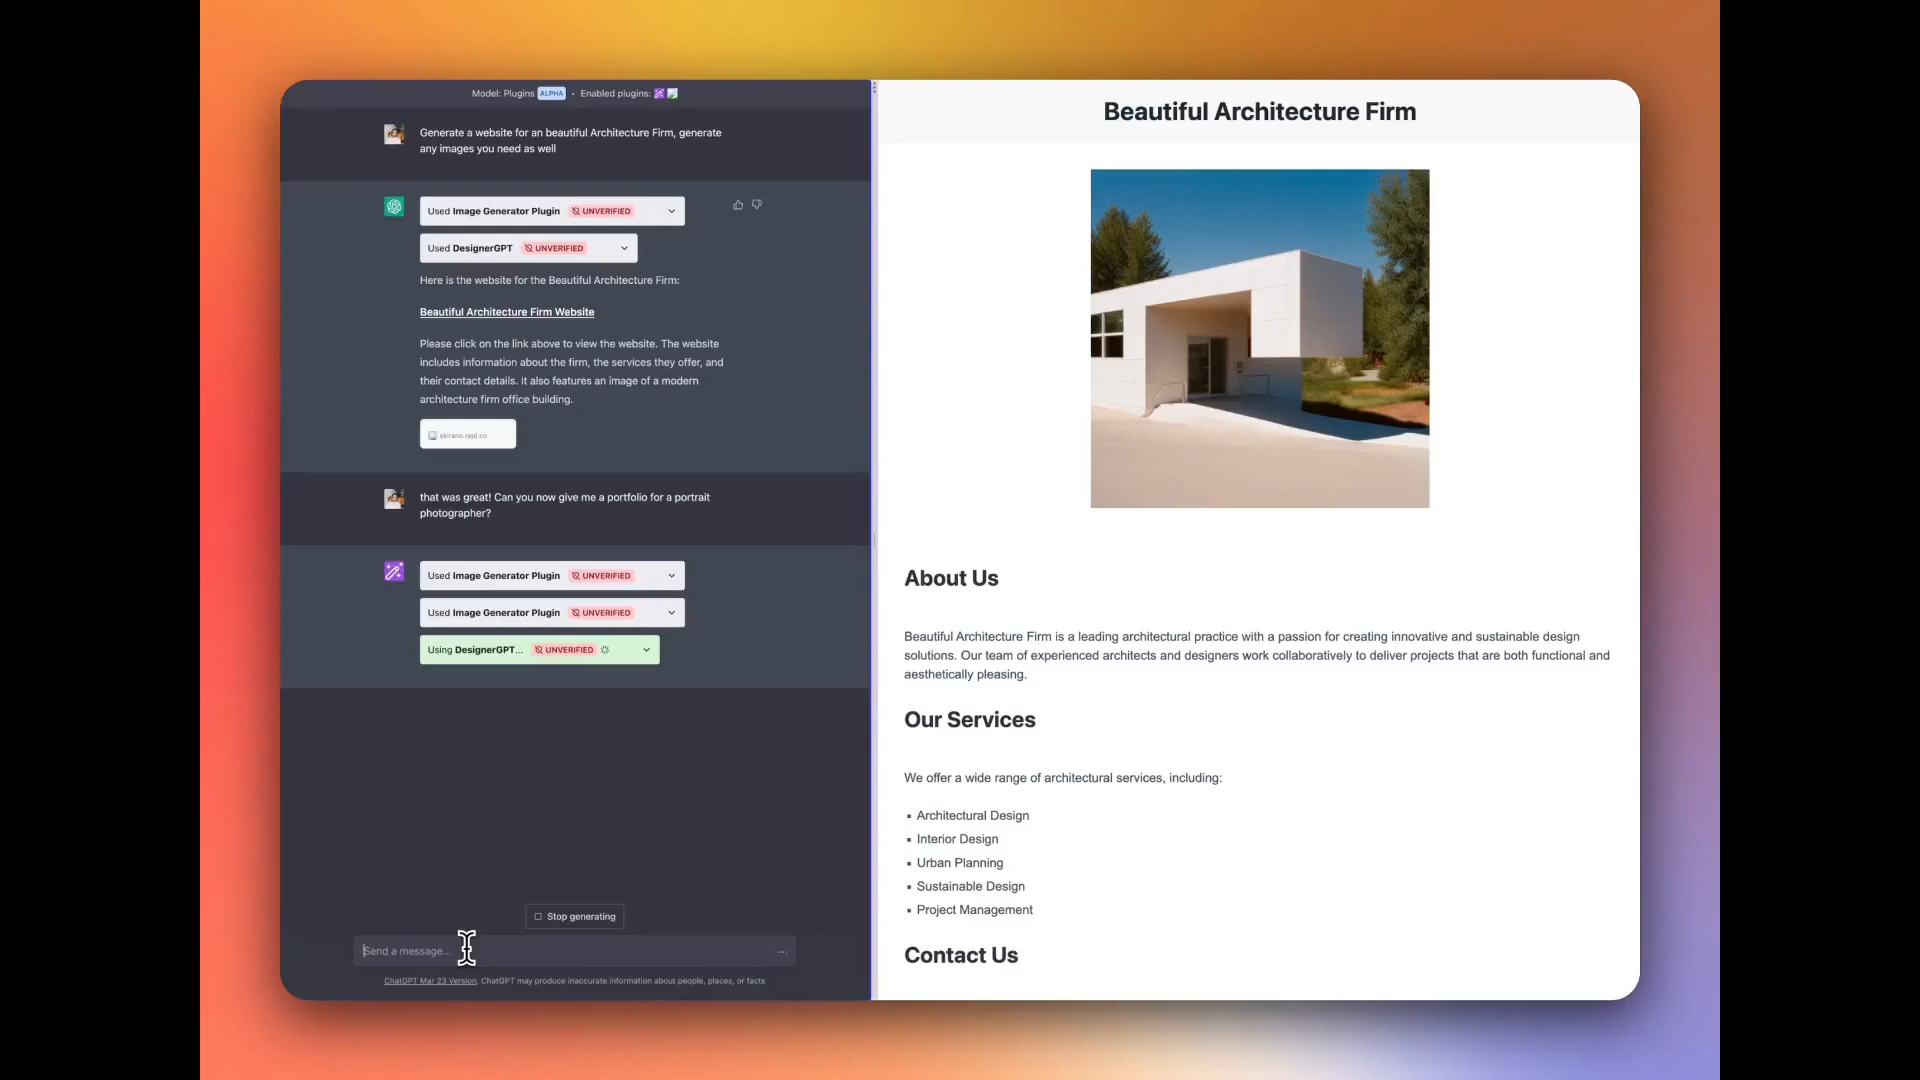 Model: Plugins ALPHA • Enabled plugins:
Generate a website for an beautiful Architecture Firm, generate
any images you need as well
Used Image Generator Plugin UNVERIFIED
Used DesignerGPT UNVERIFIED
Here is the website for the Beautiful Architecture Firm:
Beautiful Architecture Firm Website
Please click on the link above to view the website. The website
includes information about the firm, the services they offer, and
their contact details. It also features an image of a modern
architecture firm office building.
skirano.repl.co
that was great! Can you now give me a portfolio for a portrait
photographer?
Used Image Generator Plugin UNVERIFIED
Used Image Generator Plugin UNVERIFIED
Using DesignerGPT... UNVERIFIED
Stop generating
Send a message...
ChatGPT Mar 23 Version. ChatGPT may produce inaccurate information about people, places, or facts
Beautiful Architecture Firm
About Us
Beautiful Architecture Firm is a leading architectural practice with a passion for creating innovative and sustainable design
solutions. Our team of experienced architects and designers work collaboratively to deliver projects that are both functional and
aesthetically pleasing.
Our Services
We offer a wide range of architectural services, including:
▪ Architectural Design
▪ Interior Design
▪ Urban Planning
▪ Sustainable Design
▪ Project Management
Contact Us